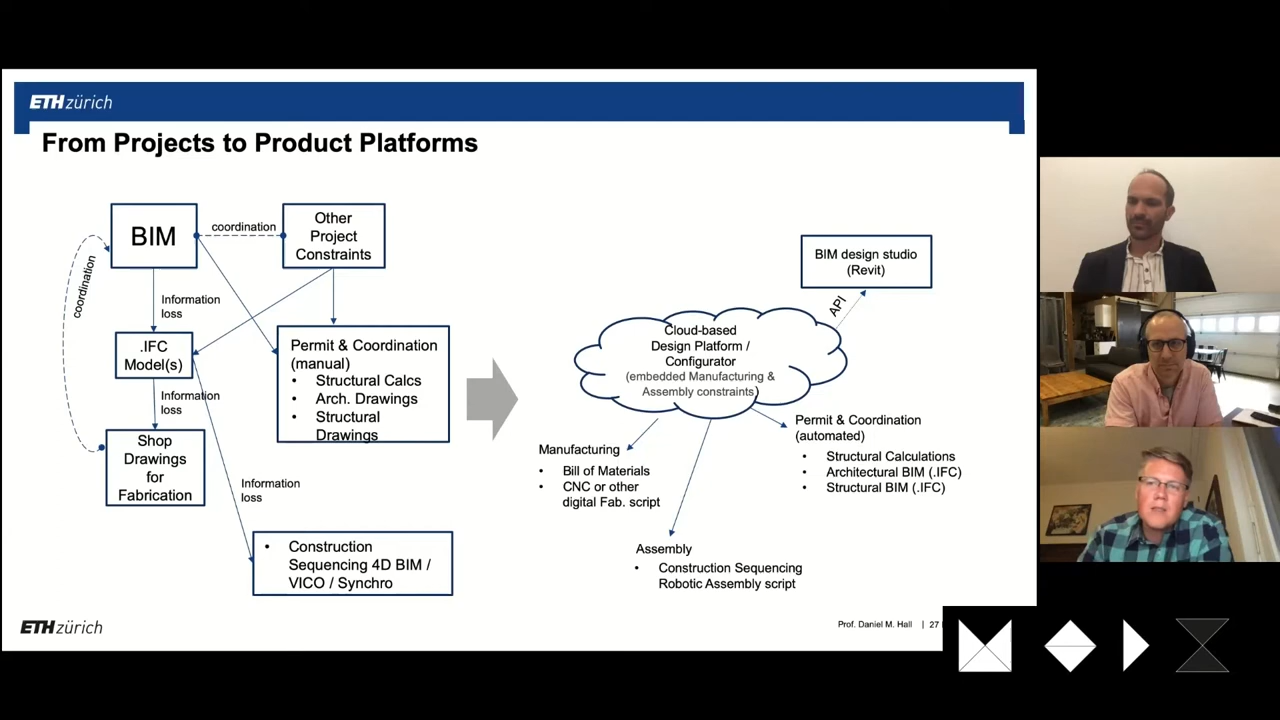 ETH zürich
From Projects to Product Platforms
BIM
coordination
Other
Project
Constraints
coordination
Information
loss
.IFC
Model(s)
Information
loss
Shop
Drawings
for
Fabrication
Permit & Coordination
(manual)
• Structural Calcs
• Arch. Drawings
• Structural
Drawings
Information
loss
• Construction
Sequencing 4D BIM /
VICO / Synchro
BIM design studio
(Revit)
API
Cloud-based
Design Platform /
Configurator
(embedded Manufacturing &
Assembly constraints)
Manufacturing
• Bill of Materials
• CNC or other
digital Fab. script
Permit & Coordination
(automated)
• Structural Calculations
• Architectural BIM (.IFC)
• Structural BIM (.IFC)
Assembly
• Construction Sequencing
Robotic Assembly script
ETH zürich
Prof. Daniel M. Hall | 27